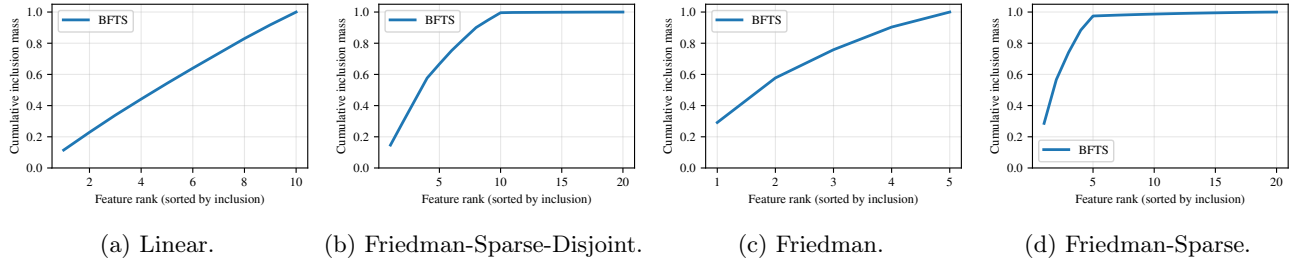 BFTS
Cumulative inclusion mass
1.0
0.8
0.6
0.4
0.2
0.0
2 4 6 8 10
Feature rank (sorted by inclusion)
(a) Linear.
BFTS
Cumulative inclusion mass
1.0
0.8
0.6
0.4
0.2
0.0
5 10 15 20
Feature rank (sorted by inclusion)
(b) Friedman-Sparse-Disjoint.
BFTS
Cumulative inclusion mass
1.0
0.8
0.6
0.4
0.2
0.0
1 2 3 4 5
Feature rank (sorted by inclusion)
(c) Friedman.
Cumulative inclusion mass
1.0
0.8
0.6
0.4
0.2
0.0
BFTS
5 10 15 20
Feature rank (sorted by inclusion)
(d) Friedman-Sparse.